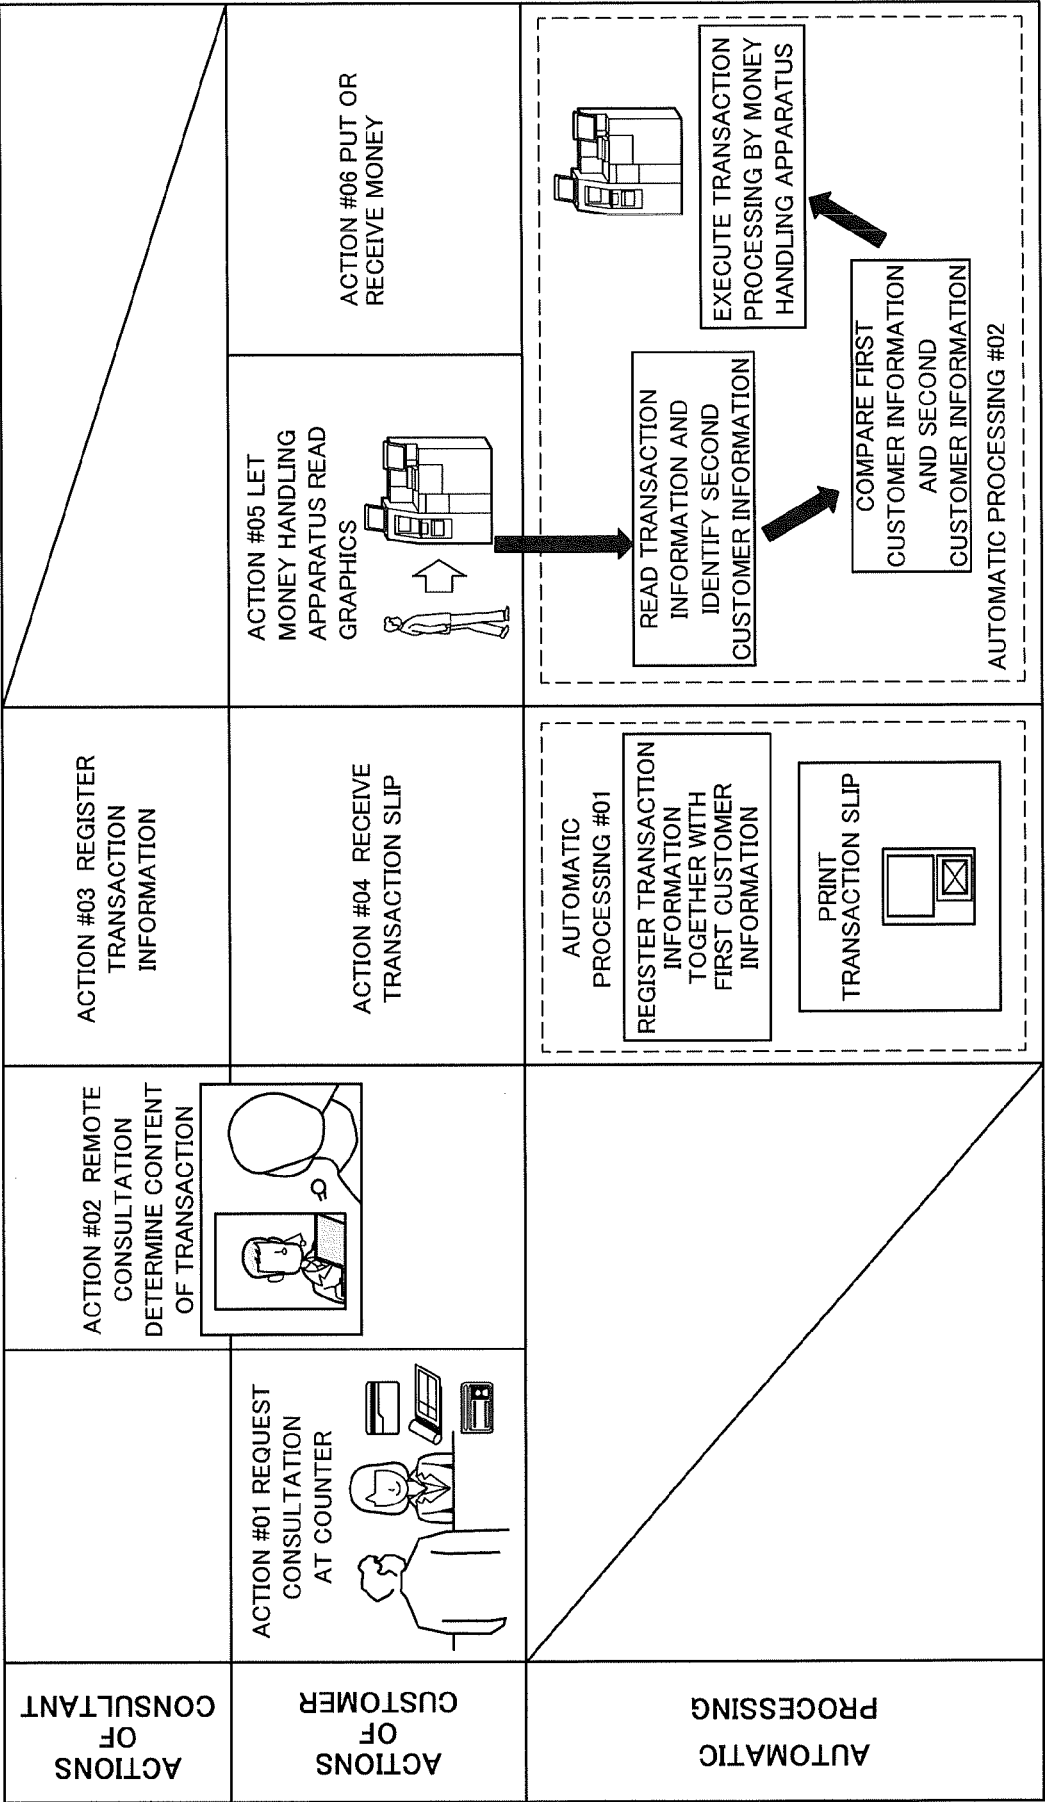 ACTIONS
OF
CONSULTANT
ACTION #02 REMOTE
CONSULTATION
DETERMINE CONTENT
OF TRANSACTION
ACTION #03 REGISTER
TRANSACTION
INFORMATION
ACTIONS
OF
CUSTOMER
ACTION #01 REQUEST
CONSULTATION
AT COUNTER
ACTION #04 RECEIVE
TRANSACTION SLIP
ACTION #05 LET
MONEY HANDLING
APPARATUS READ
GRAPHICS
ACTION #06 PUT OR
RECEIVE MONEY
AUTOMATIC
PROCESSING
AUTOMATIC
PROCESSING #01
REGISTER TRANSACTION
INFORMATION
TOGETHER WITH
FIRST CUSTOMER
INFORMATION
PRINT
TRANSACTION SLIP
READ TRANSACTION
INFORMATION AND
IDENTIFY SECOND
CUSTOMER INFORMATION
COMPARE FIRST
CUSTOMER INFORMATION
AND SECOND
CUSTOMER INFORMATION
EXECUTE TRANSACTION
PROCESSING BY MONEY
HANDLING APPARATUS
AUTOMATIC PROCESSING #02